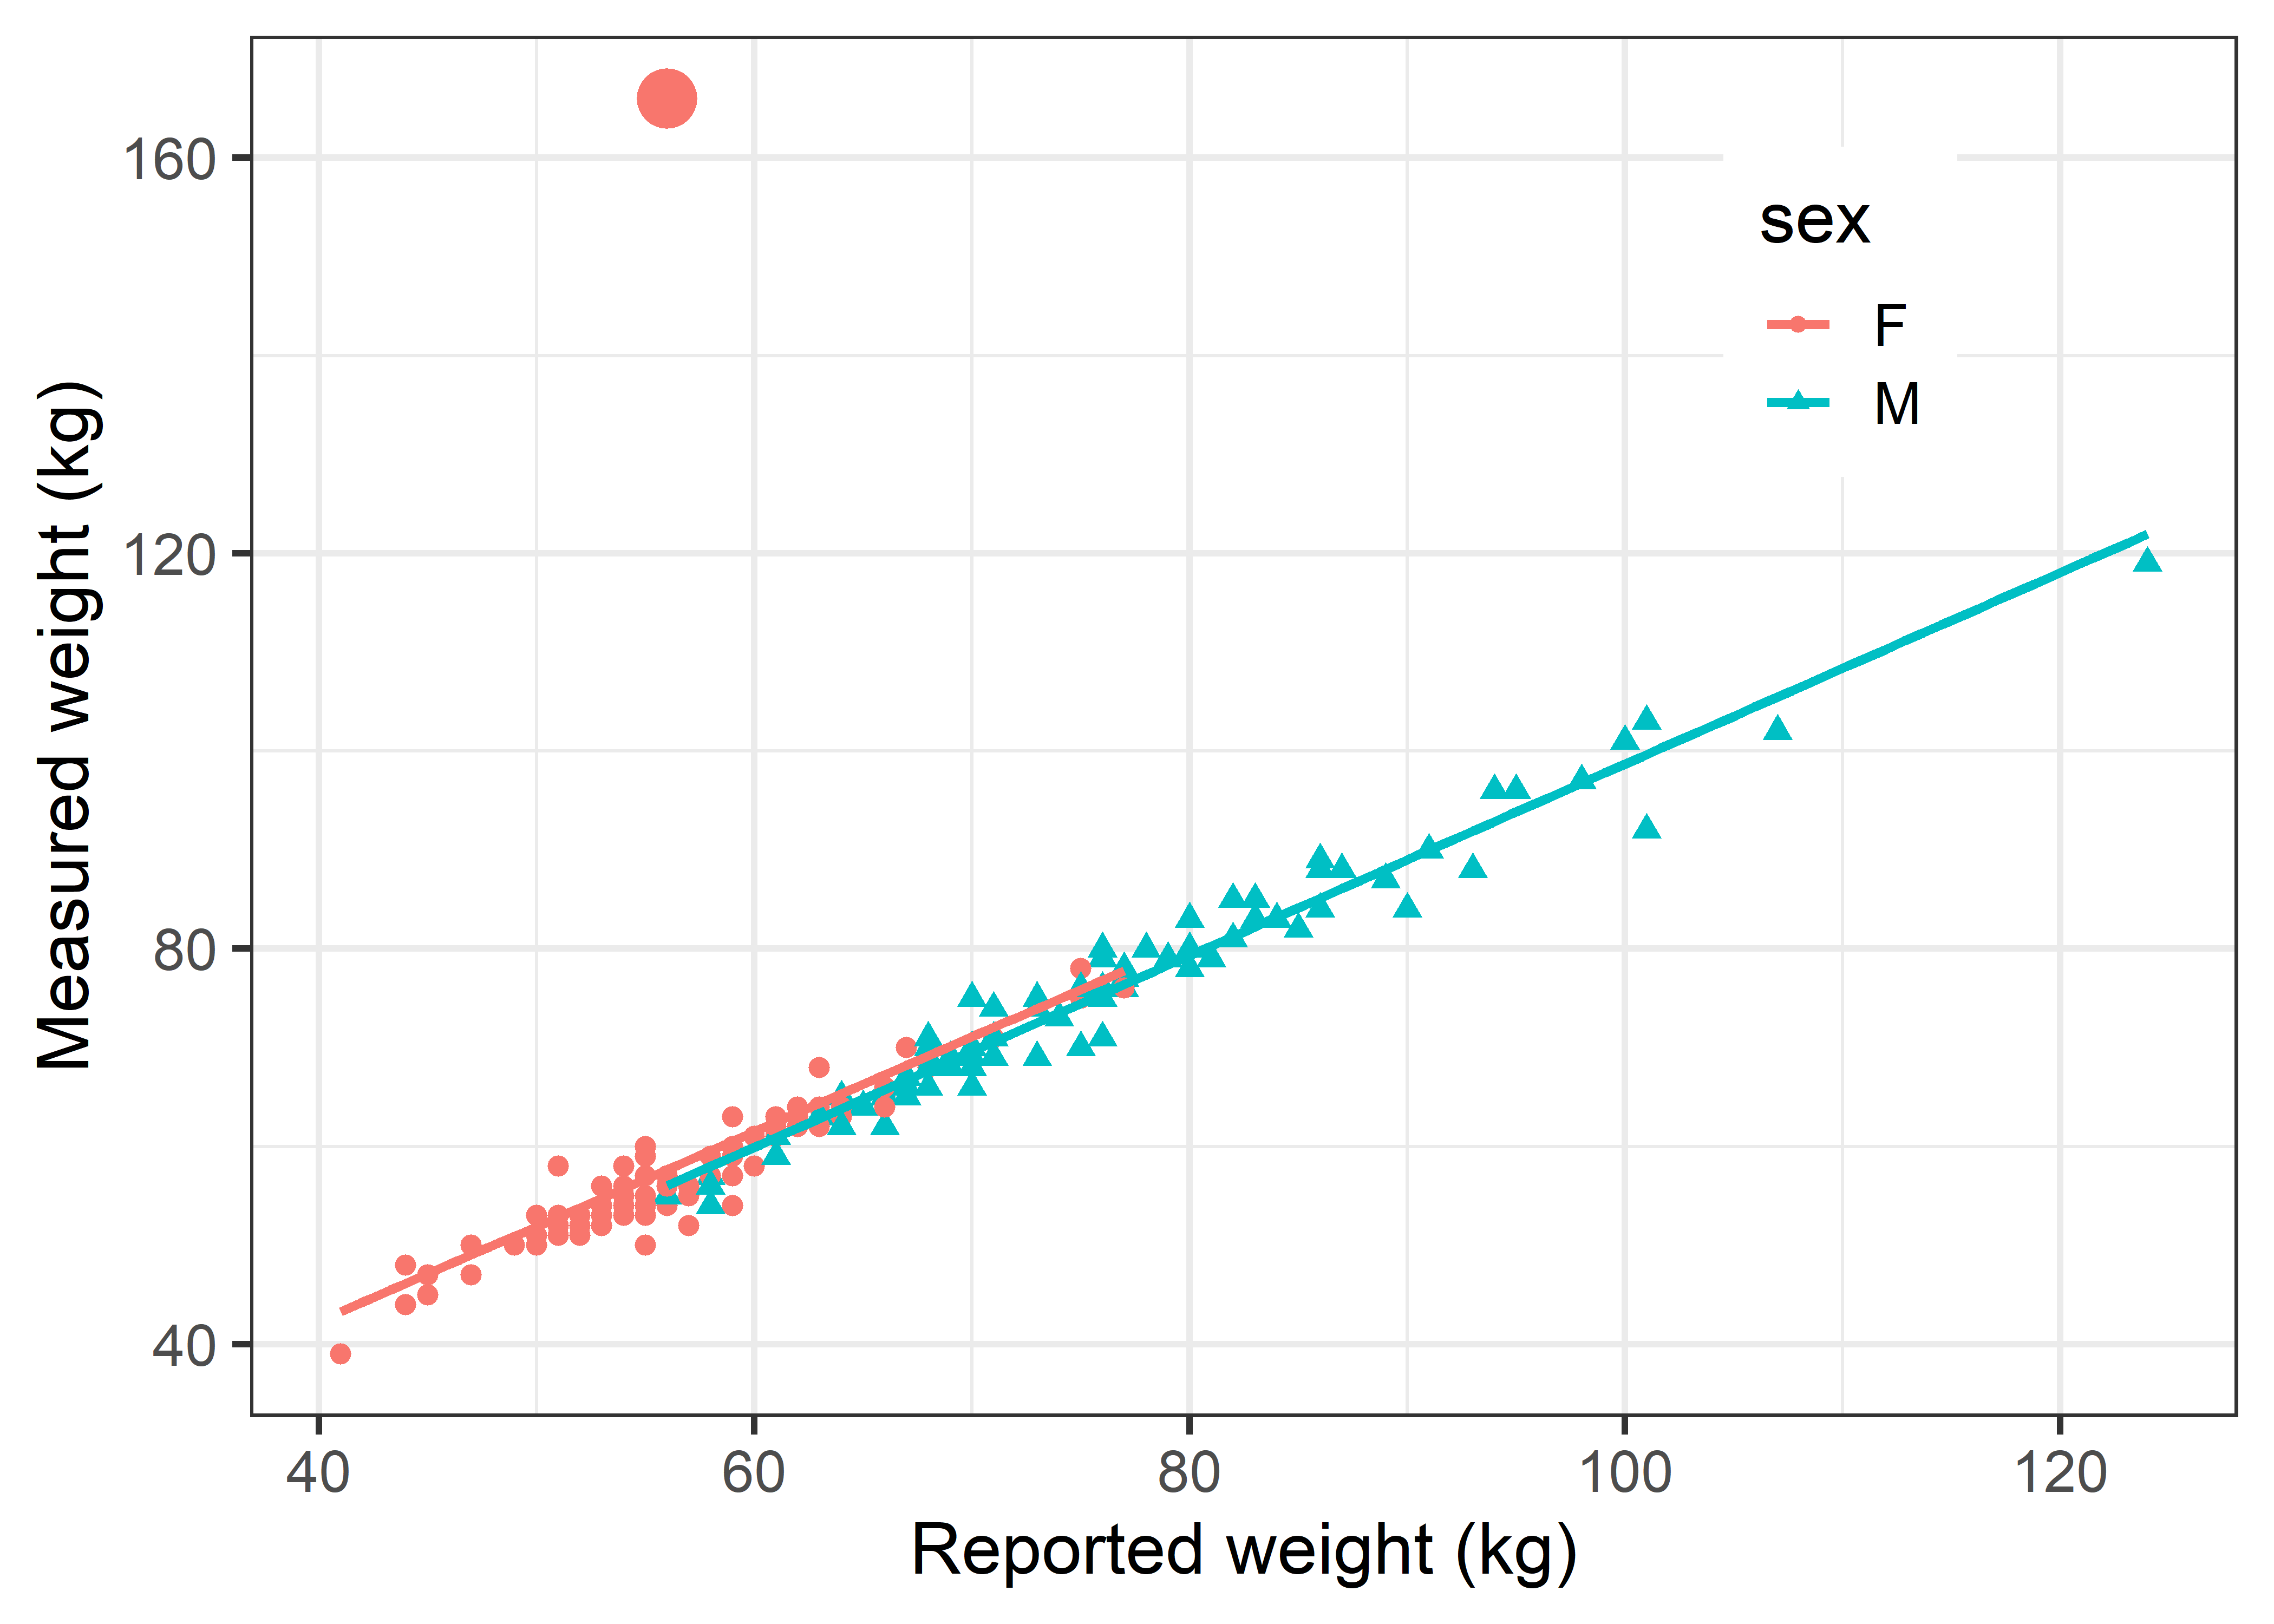 160
120
80
40
Measured weight (kg)
sex
F
M
40 60 80 100 120
Reported weight (kg)